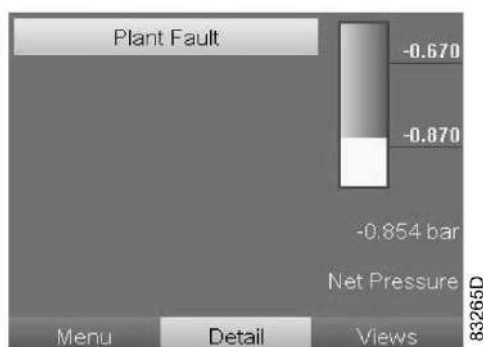 Plant Fault
-0.670
-0.870
-0.854 bar
Net Pressure
Menu
Detail
Views
83265D